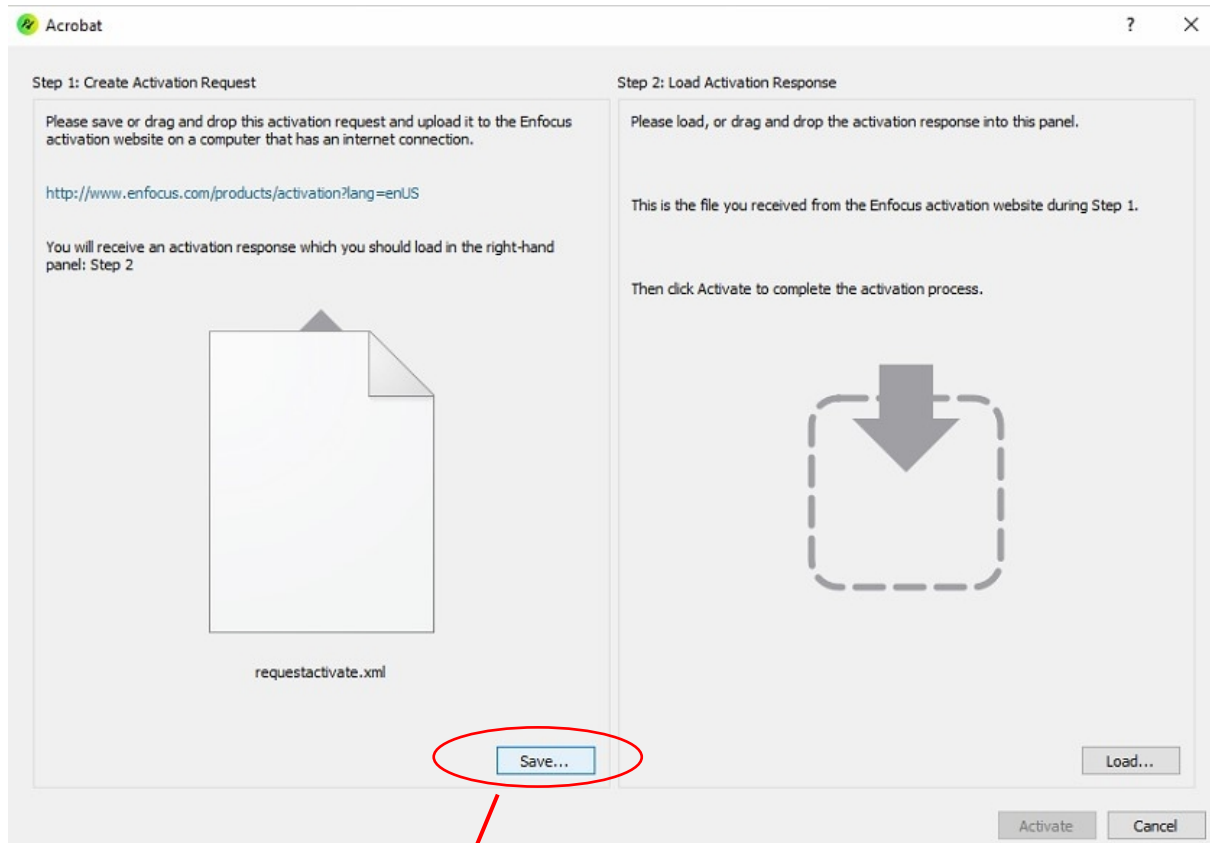 Acrobat
?
Step 1: Create Activation Request
Please save or drag and drop this activation request and upload it to the Enfocus
activation website on a computer that has an internet connection.
http://www.enfocus.com/products/activation?lang=enUS
You will receive an activation response which you should load in the right-hand
panel: Step 2
requestactivate.xml
Save...
Step 2: Load Activation Response
Please load, or drag and drop the activation response into this panel.
This is the file you received from the Enfocus activation website during Step 1.
Then click Activate to complete the activation process.
Load...
Activate
Cancel